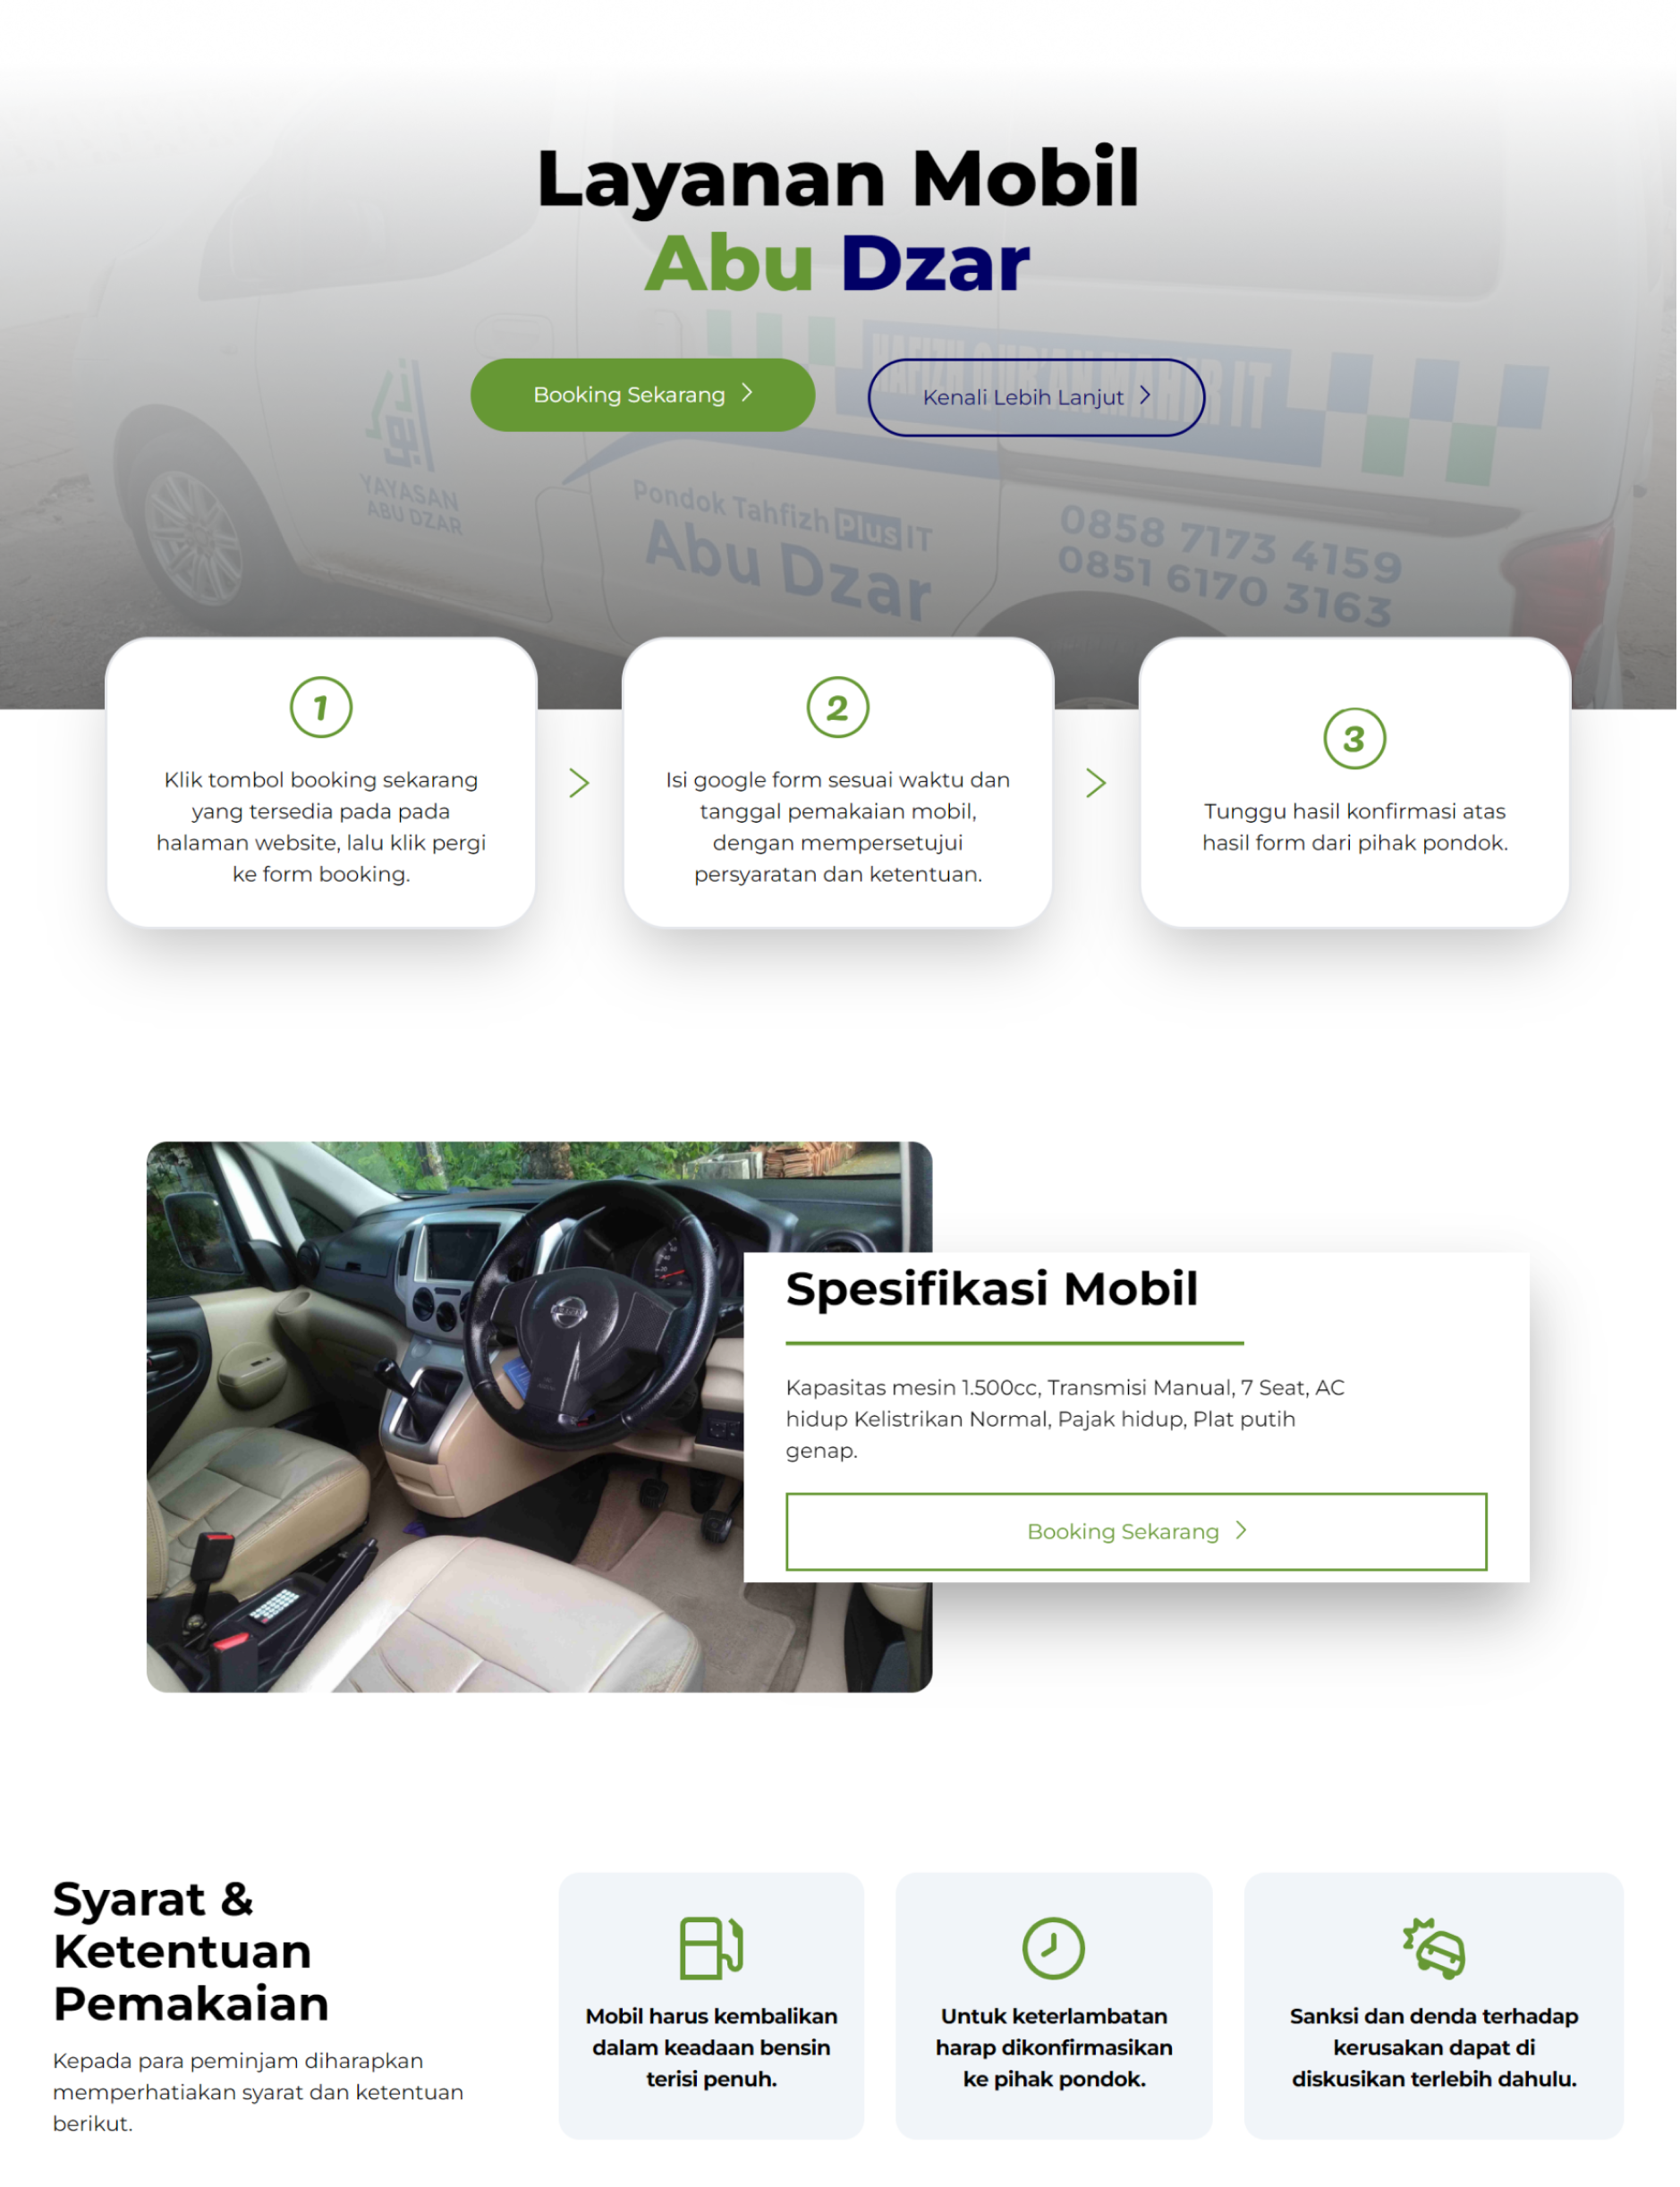 Layanan Mobil
Abu Dzar
Booking Sekarang
Kenali Lebih Lanjut
HAFIZH QUR'AN MAHIR IT
YAYASAN
ABU DZAR
Pondok Tahfizh Plus IT
Abu Dzar
0858 7173 4159
0851 6170 3163
1
Klik tombol booking sekarang
yang tersedia pada pada
halaman website, lalu klik pergi
ke form booking.
2
Isi google form sesuai waktu dan
tanggal pemakaian mobil,
dengan mempersetujui
persyaratan dan ketentuan.
3
Tunggu hasil konfirmasi atas
hasil form dari pihak pondok.
Spesifikasi Mobil
Kapasitas mesin 1.500cc, Transmisi Manual, 7 Seat, AC
hidup Kelistrikan Normal, Pajak hidup, Plat putih
genap.
Booking Sekarang
Syarat &
Ketentuan
Pemakaian
Kepada para peminjam diharapkan
memperhatiakan syarat dan ketentuan
berikut.
Mobil harus kembalikan
dalam keadaan bensin
terisi penuh.
Untuk keterlambatan
harap dikonfirmasikan
ke pihak pondok.
Sanksi dan denda terhadap
kerusakan dapat di
diskusikan terlebih dahulu.